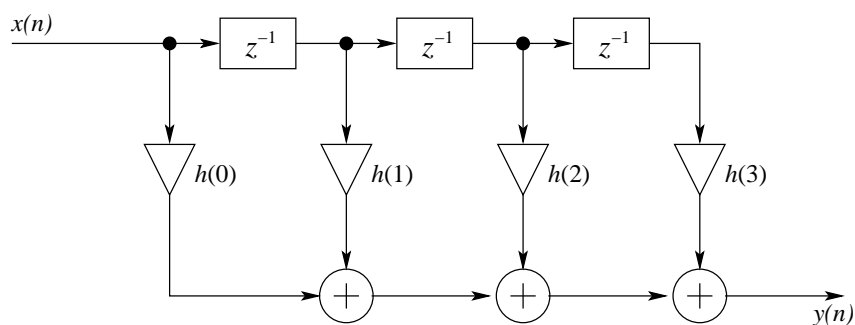 x(n)
z⁻¹ z⁻¹ z⁻¹
h(0) h(1) h(2) h(3)
+ + +
y(n)